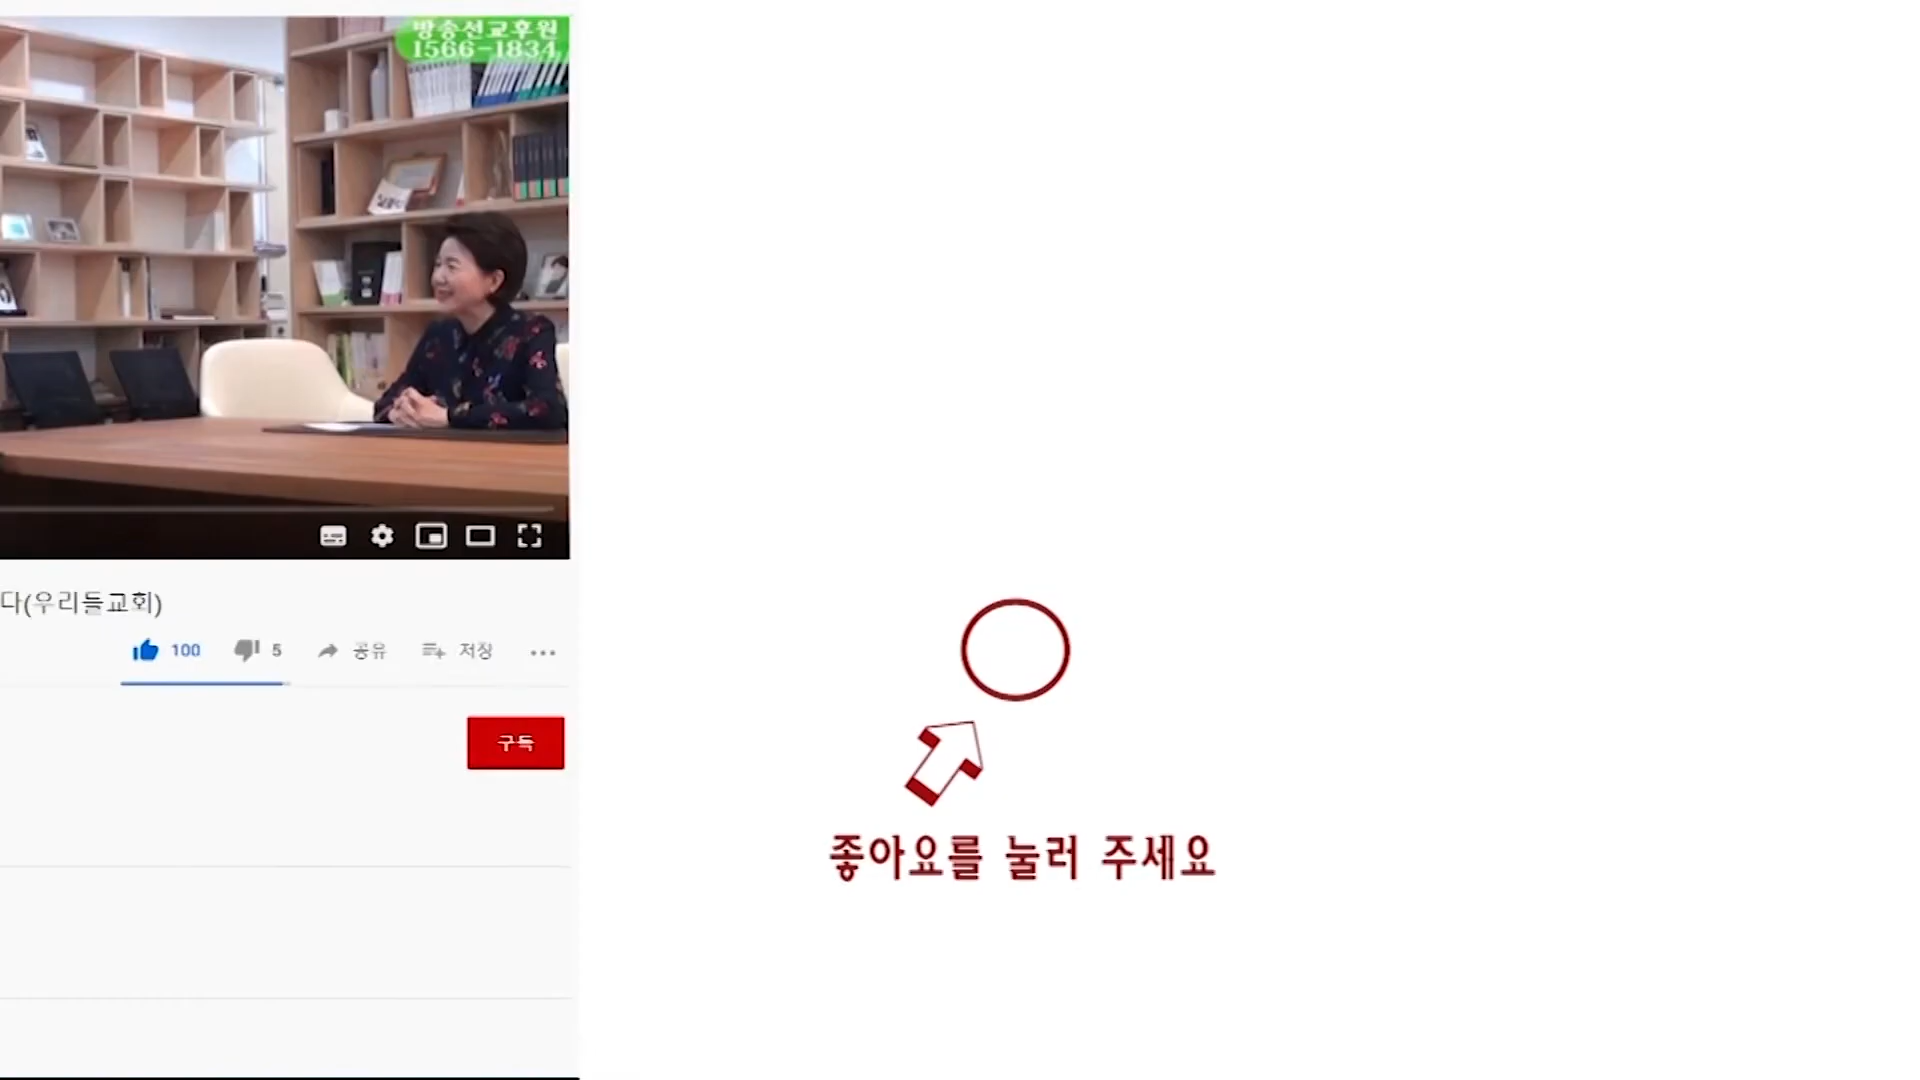 방송선교후원
1566-1834
다(우리들교회)
100 5 공유 저장
구독
좋아요를 눌러 주세요